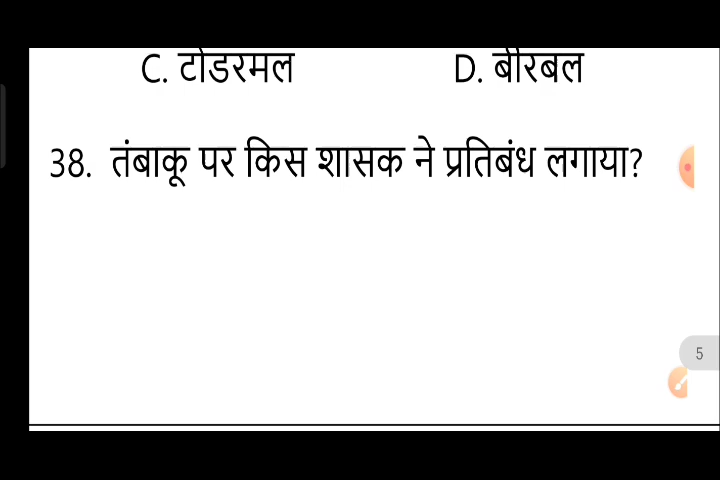 C. टोडरमल D. बीरबल
38. तंबाकू पर किस शासक ने प्रतिबंध लगाया?
5